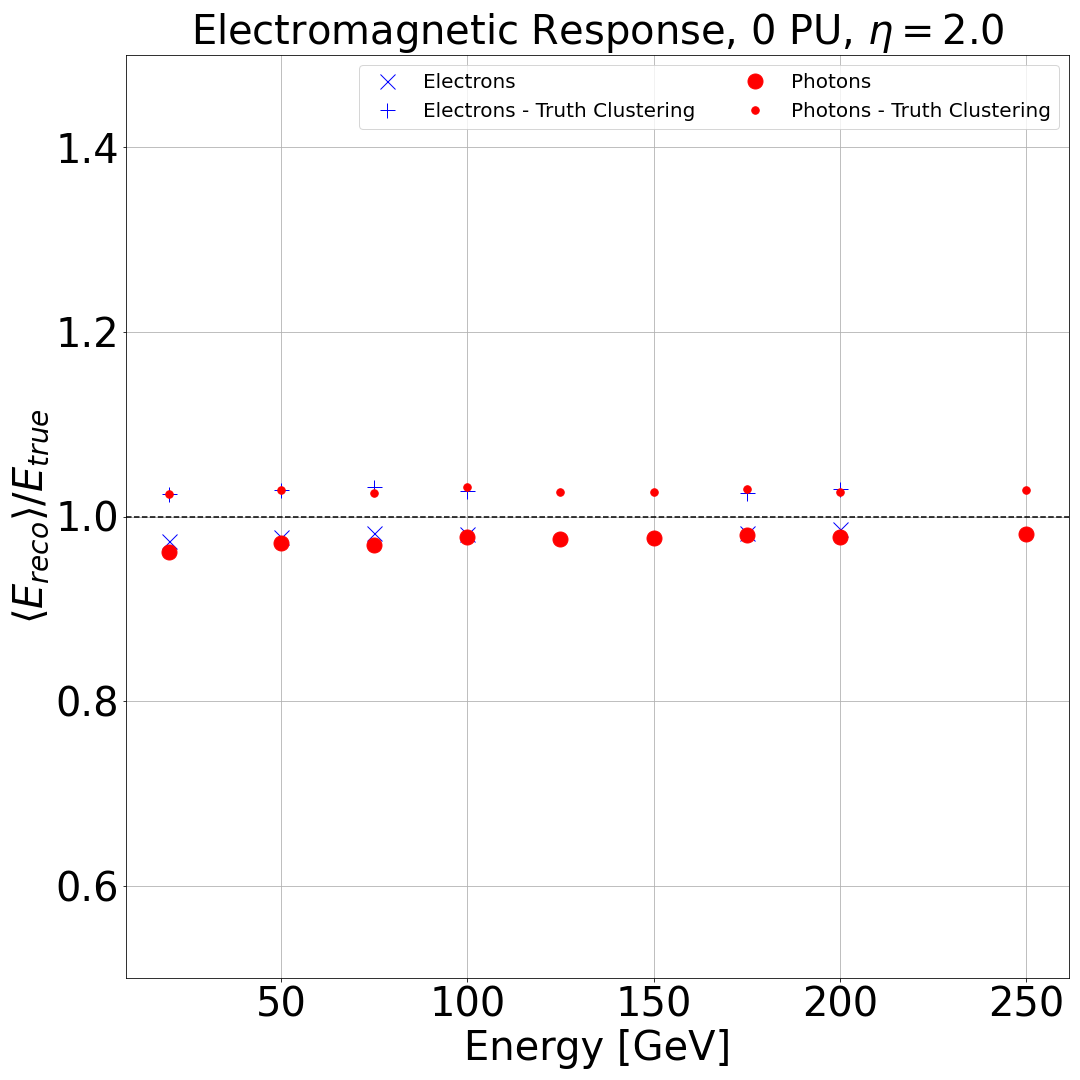 Electromagnetic Response, 0 PU, η = 2.0
Electrons
Electrons - Truth Clustering
Photons
Photons - Truth Clustering
1.4
1.2
1.0
0.8
0.6
⟨E_reco⟩/E_true
50 100 150 200 250
Energy [GeV]